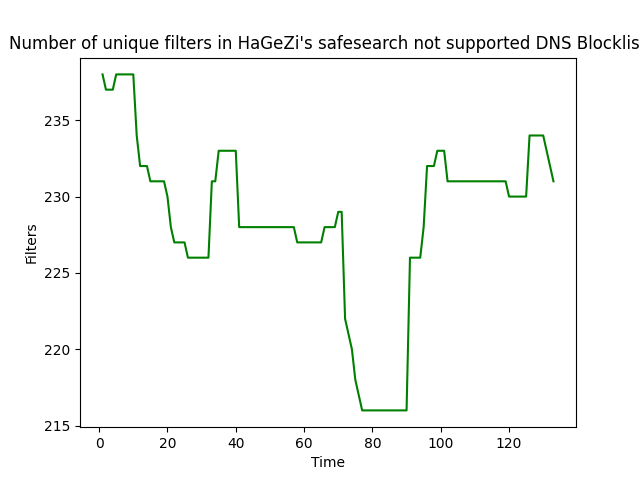 Number of unique filters in HaGeZi's safesearch not supported DNS Blocklis
235
230
225
220
215
Filters
0 20 40 60 80 100 120
Time